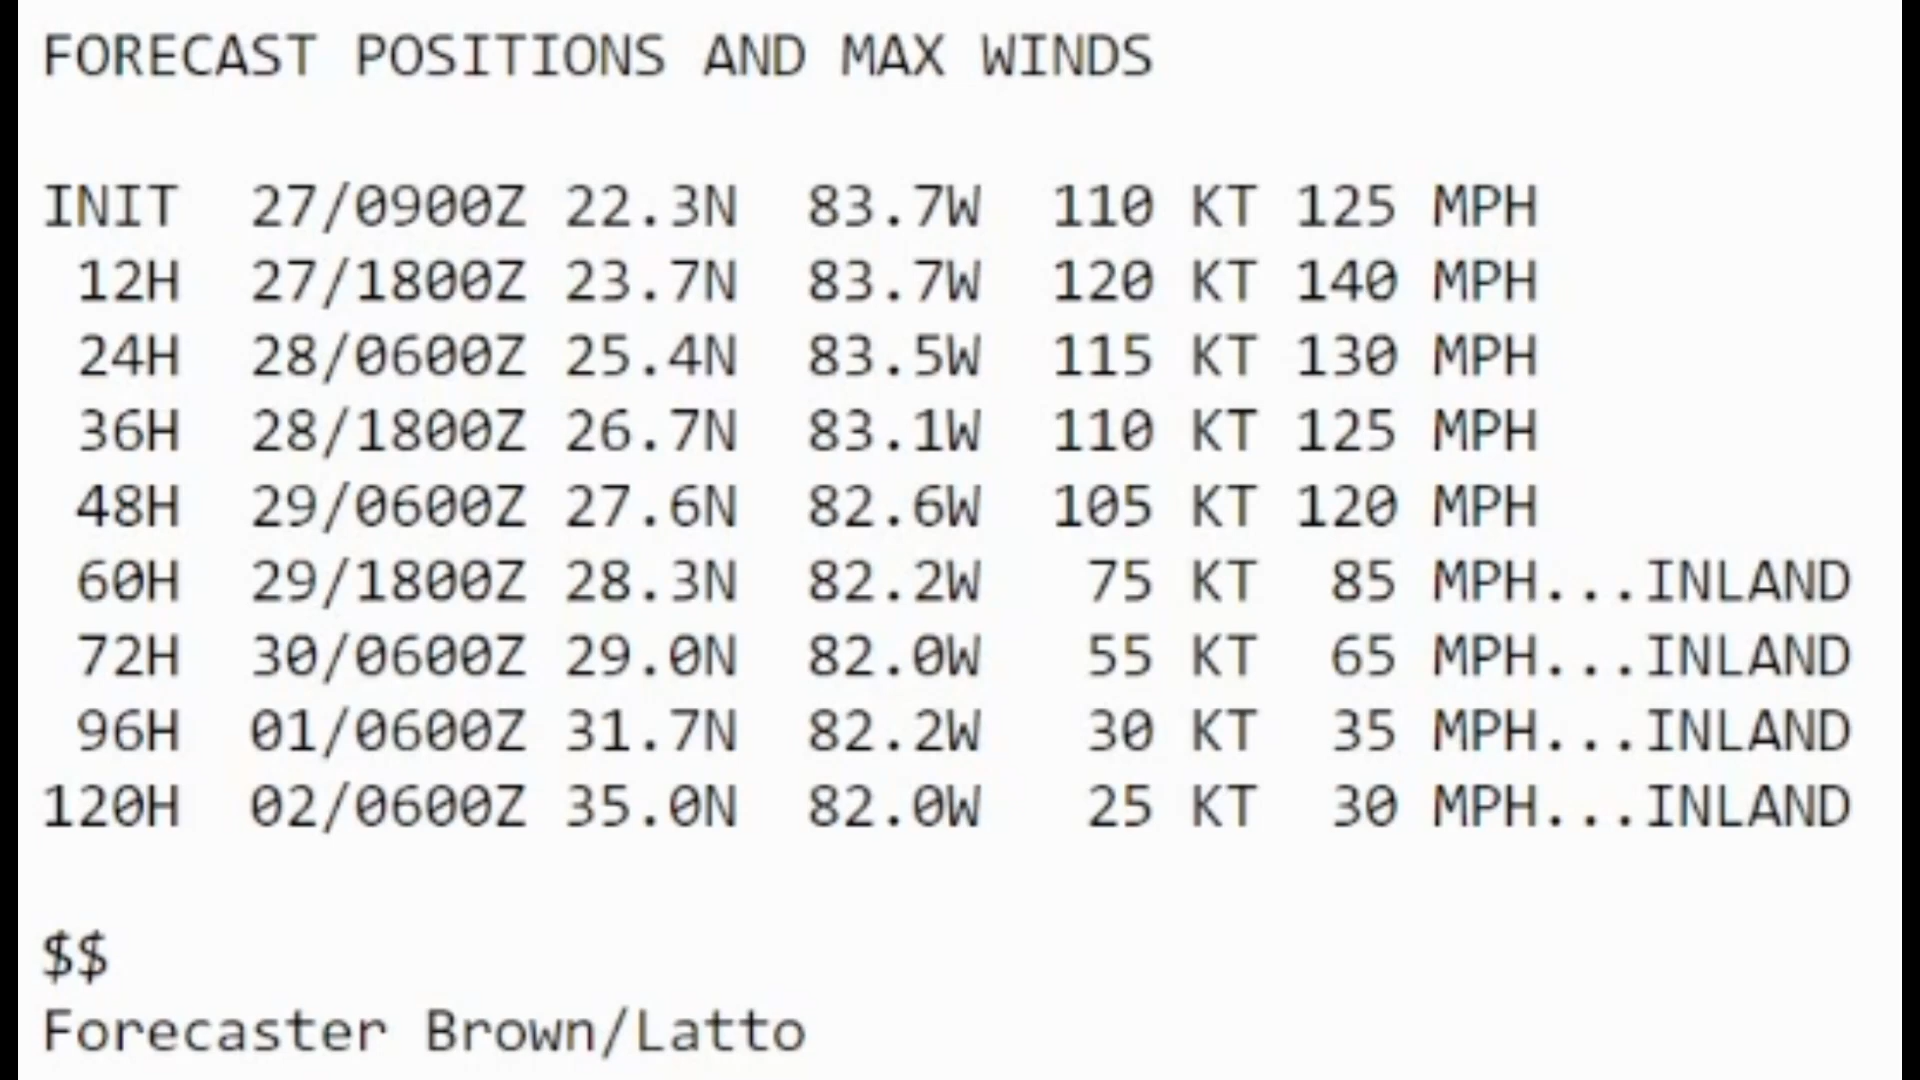 FORECAST POSITIONS AND MAX WINDS
INIT 27/0900Z 22.3N 83.7W 110 KT 125 MPH
12H 27/1800Z 23.7N 83.7W 120 KT 140 MPH
24H 28/0600Z 25.4N 83.5W 115 KT 130 MPH
36H 28/1800Z 26.7N 83.1W 110 KT 125 MPH
48H 29/0600Z 27.6N 82.6W 105 KT 120 MPH
60H 29/1800Z 28.3N 82.2W 75 KT 85 MPH...INLAND
72H 30/0600Z 29.0N 82.0W 55 KT 65 MPH...INLAND
96H 01/0600Z 31.7N 82.2W 30 KT 35 MPH...INLAND
120H 02/0600Z 35.0N 82.0W 25 KT 30 MPH...INLAND
$$
Forecaster Brown/Latto